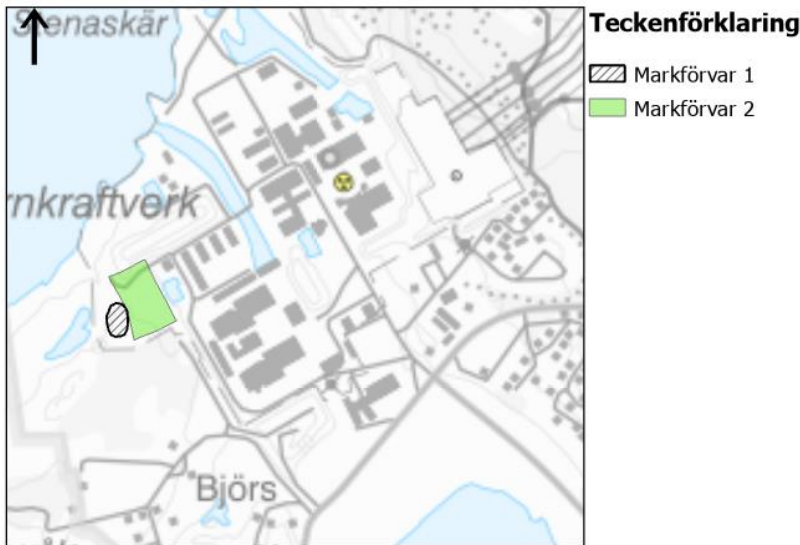 Stenaskär
rnkraftverk
Björs
Teckenförklaring
Markförvar 1
Markförvar 2